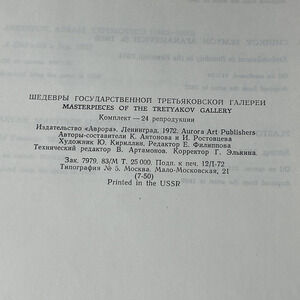 ШЕДЕВРЫ ГОСУДАРСТВЕННОЙ ТРЕТЬЯКОВСКОЙ ГАЛЕРЕИ
MASTERPIECES OF THE TRETYAKOV GALLERY
Комплект — 24 репродукции
Издательство «Аврора». Ленинград. 1972. Aurora Art Publishers.
Авторы-составители К. Антонова и И. Ростовцева
Художник Ю. Кириллин. Редактор Е. Филиппова
Технический редактор В. Артамонов. Корректор Г. Элькина.
Зак. 7979. 83/М Т. 25 000. Подп. к печ. 12/I-72
Типография № 5. Москва. Мало-Московская, 21
(7-50)
Printed in the USSR